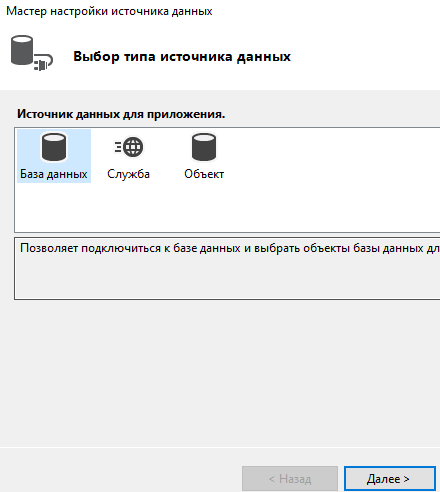 Мастер настройки источника данных
Выбор типа источника данных
Источник данных для приложения.
База данных Служба Объект
Позволяет подключиться к базе данных и выбрать объекты базы данных
< Назад Далее >